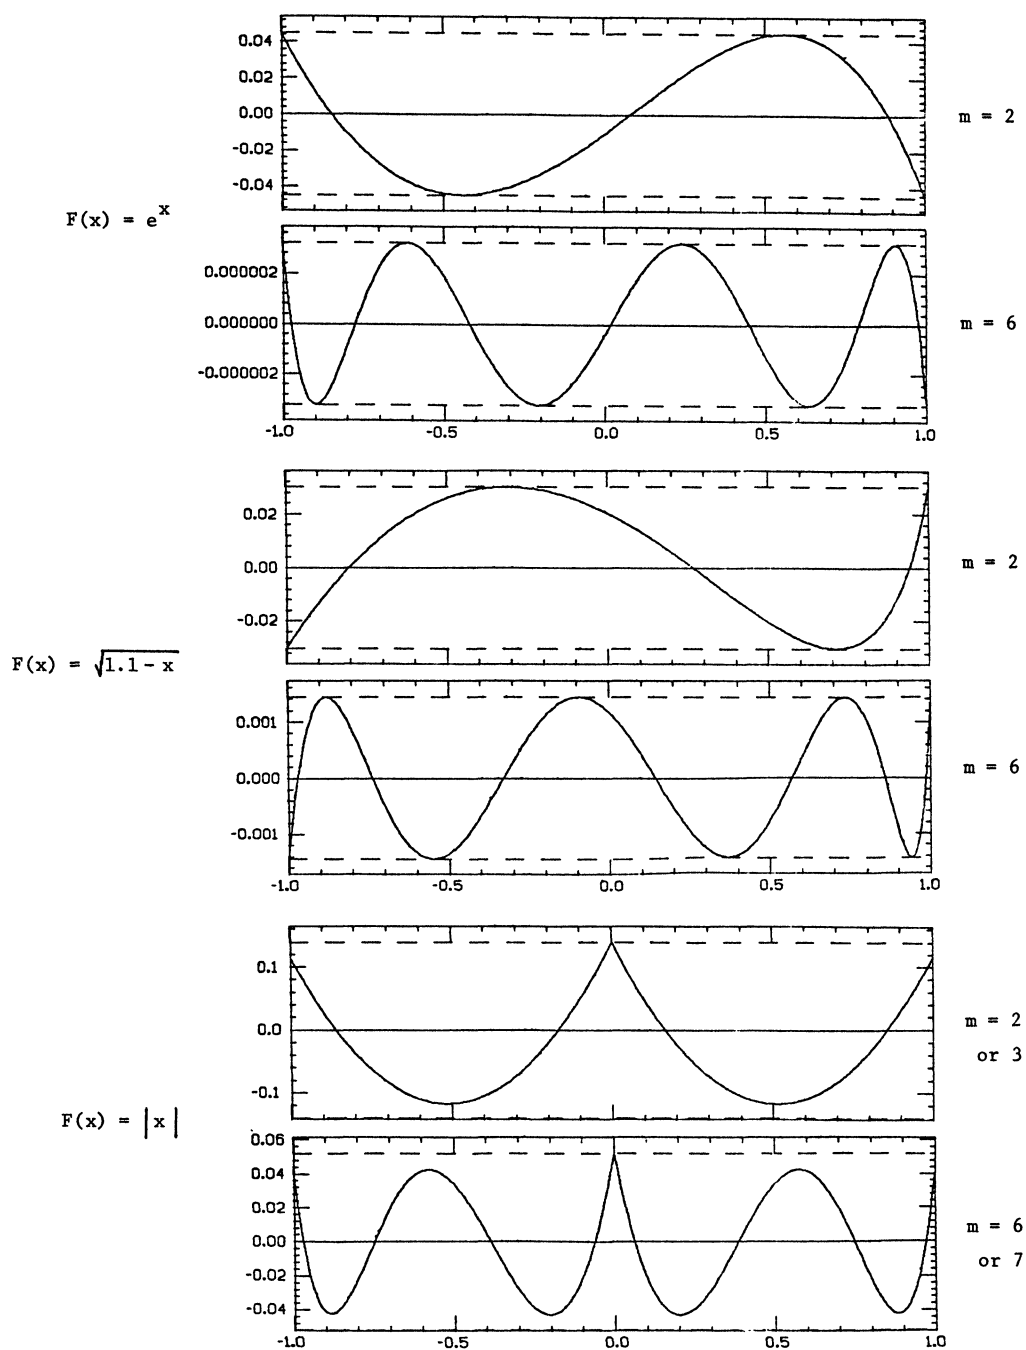 0.04
0.02
0.00
-0.02
-0.04
m = 2
F(x) = e^x
0.000002
0.000000
-0.000002
m = 6
-1.0 -0.5 0.0 0.5 1.0
0.02
0.00
-0.02
m = 2
F(x) = √1.1 - x
0.001
0.000
-0.001
m = 6
-1.0 -0.5 0.0 0.5 1.0
0.1
0.0
-0.1
m = 2
or 3
F(x) = |x|
0.06
0.04
0.02
0.00
-0.02
-0.04
m = 6
or 7
-1.0 -0.5 0.0 0.5 1.0